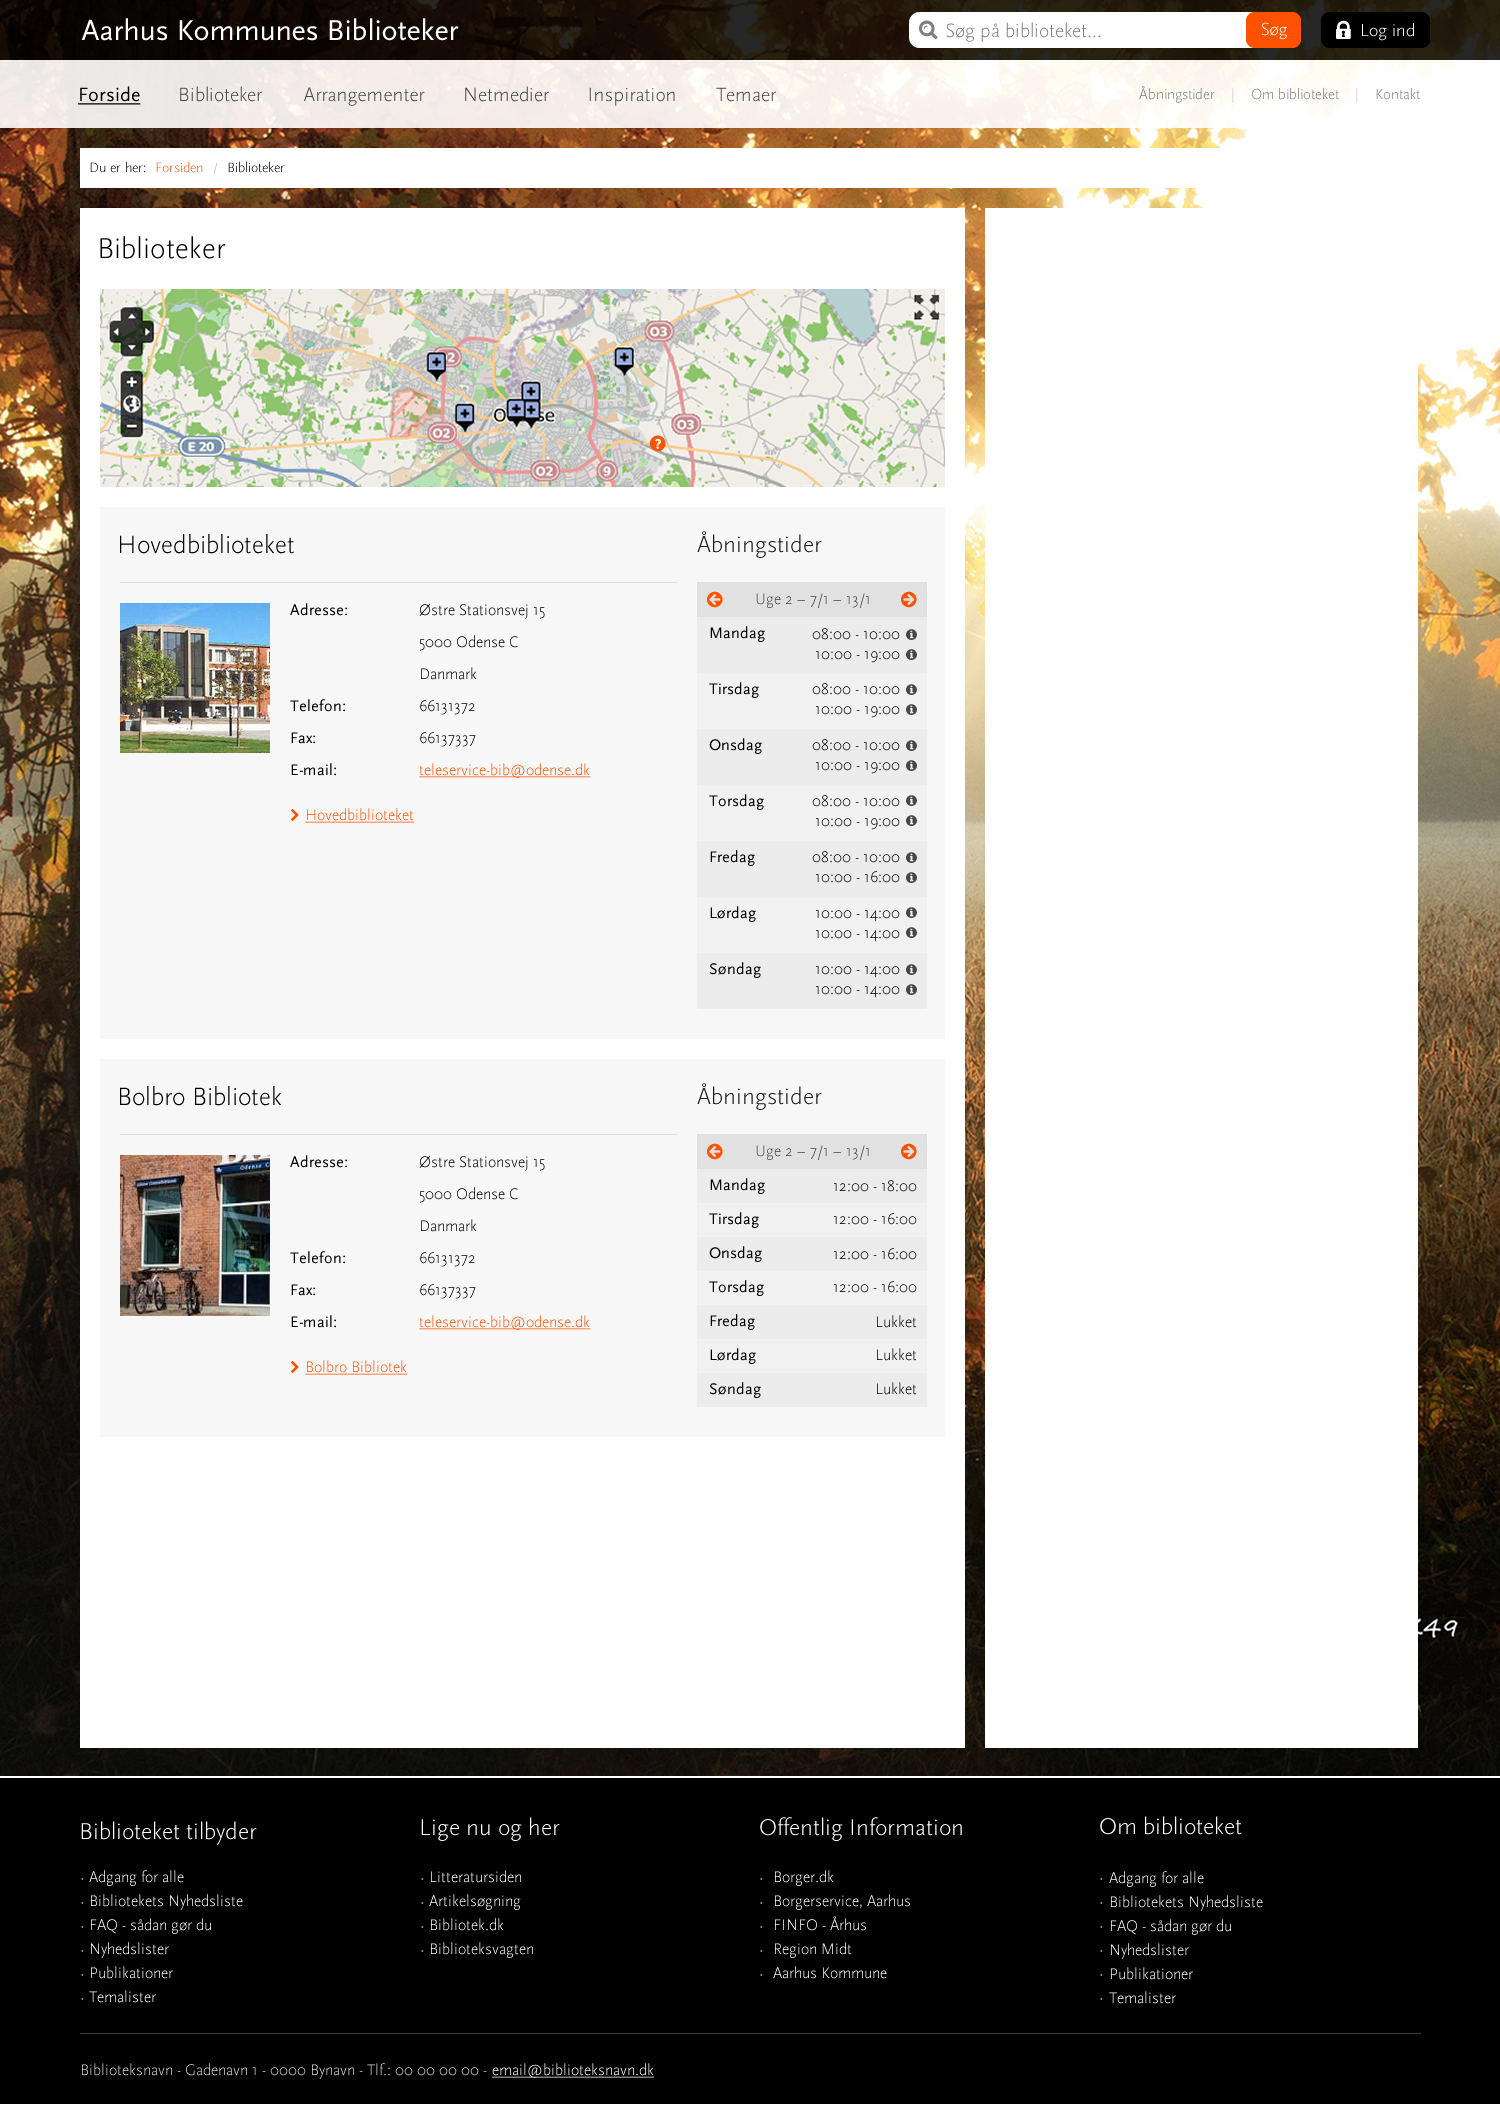 Aarhus Kommunes Biblioteker
Søg på biblioteket...
Søg
Log ind
Forside
Biblioteker
Arrangementer
Netmedier
Inspiration
Temaer
Åbningstider | Om biblioteket | Kontakt
Du er her: Forsiden / Biblioteker
Biblioteker
O3
O2
O3
E 20
O2
9
Hovedbiblioteket
Adresse: Østre Stationsvej 15
5000 Odense C
Danmark
Telefon: 66131372
Fax: 66137337
E-mail: teleservice-bib@odense.dk
Hovedbiblioteket
Åbningstider
Uge 2 – 7/1 – 13/1
Mandag 08:00 - 10:00
10:00 - 19:00
Tirsdag 08:00 - 10:00
10:00 - 19:00
Onsdag 08:00 - 10:00
10:00 - 19:00
Torsdag 08:00 - 10:00
10:00 - 19:00
Fredag 08:00 - 10:00
10:00 - 16:00
Lørdag 10:00 - 14:00
10:00 - 14:00
Søndag 10:00 - 14:00
10:00 - 14:00
Bolbro Bibliotek
Adresse: Østre Stationsvej 15
5000 Odense C
Danmark
Telefon: 66131372
Fax: 66137337
E-mail: teleservice-bib@odense.dk
Bolbro Bibliotek
Åbningstider
Uge 2 – 7/1 – 13/1
Mandag 12:00 - 18:00
Tirsdag 12:00 - 16:00
Onsdag 12:00 - 16:00
Torsdag 12:00 - 16:00
Fredag Lukket
Lørdag Lukket
Søndag Lukket
49
Biblioteket tilbyder
· Adgang for alle
· Bibliotekets Nyhedsliste
· FAQ - sådan gør du
· Nyhedslister
· Publikationer
· Temalister
Lige nu og her
· Litteratursiden
· Artikelsøgning
· Bibliotek.dk
· Biblioteksvagten
Offentlig Information
· Borger.dk
· Borgerservice, Aarhus
· FINFO - Århus
· Region Midt
· Aarhus Kommune
Om biblioteket
· Adgang for alle
· Bibliotekets Nyhedsliste
· FAQ - sådan gør du
· Nyhedslister
· Publikationer
· Temalister
Biblioteksnavn - Gadenavn 1 - 0000 Bynavn - Tlf.: 00 00 00 00 - email@biblioteksnavn.dk